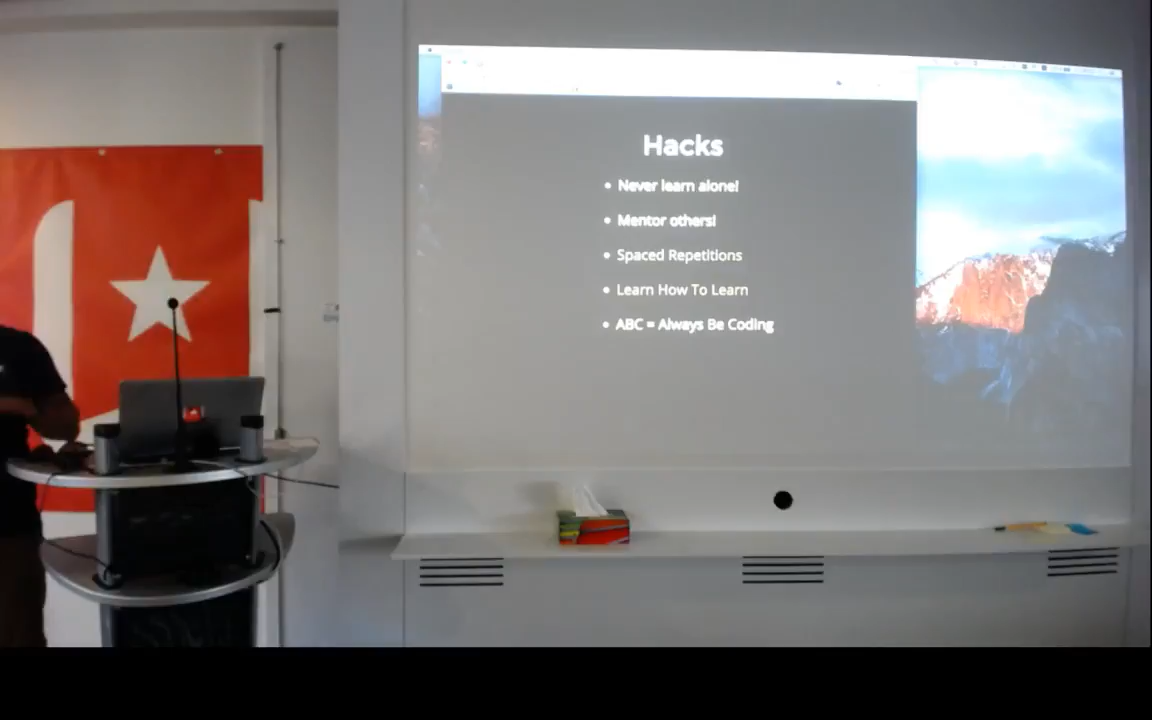 Hacks
• Never learn alone!
• Mentor others!
• Spaced Repetitions
• Learn How To Learn
• ABC = Always Be Coding